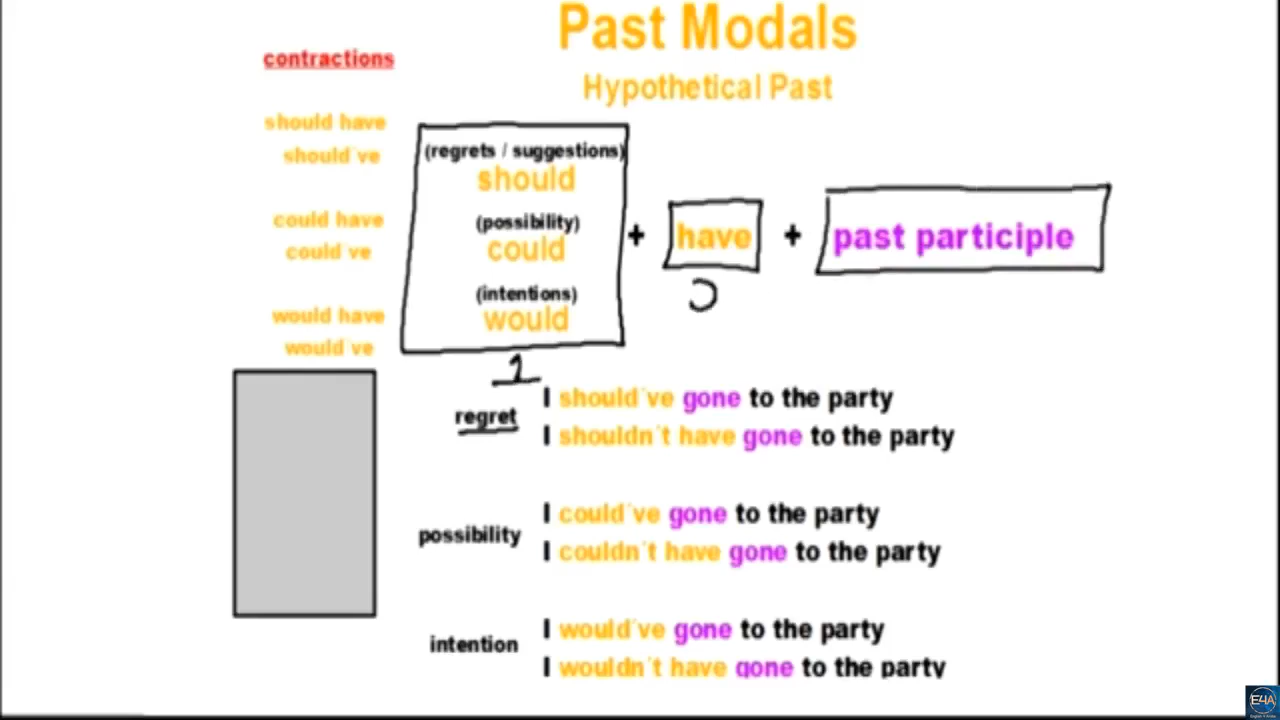 Past Modals
Hypothetical Past
contractions
should have
should´ve
could have
could ve
would have
would ve
(regrets / suggestions)
should
(possibility)
could
(intentions)
would
+ have + past participle
1
regret
I should´ve gone to the party
I shouldn´t have gone to the party
possibility
I could´ve gone to the party
I couldn´t have gone to the party
intention
I would´ve gone to the party
I wouldn´t have gone to the party
E4A